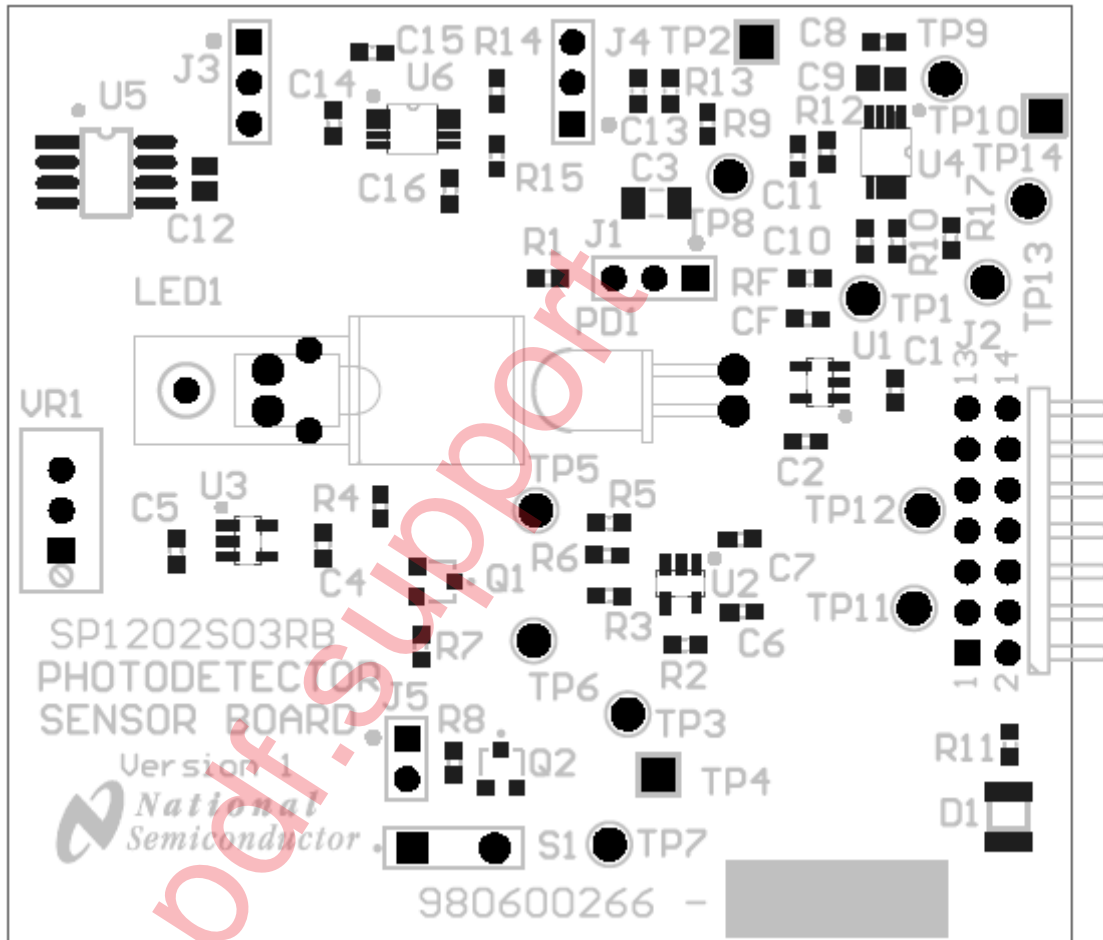 C15 R14 J4 TP2 C8 TP9
J3 U5 C14 U6 R13 C9
R12 TP10
C13 R9 U4 TP14
C16 R15 C3 C11 R17
C12 TP8 C10 R10
R1 J1 TP13
LED1 RF
PD1 CF TP1 J2
U1 C1 13 14
VR1
TP5 C2
U3 R4 R5 TP12
C5 R6 C7
C4 Q1 U2 TP11
R3 C6
SP1202S03RB R7
PHOTODETECTOR TP6 R2 1 2
SENSOR BOARD J5 R8 TP3
Version 1 Q2 R11
National TP4
Semiconductor D1
S1 TP7
980600266 -
pdf.support